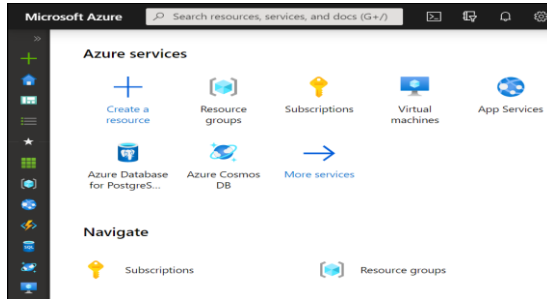 Microsoft Azure
Search resources, services, and docs (G+/)
Azure services
Create a resource
Resource groups
Subscriptions
Virtual machines
App Services
Azure Database for PostgreS...
Azure Cosmos DB
More services
Navigate
Subscriptions
Resource groups
SQL